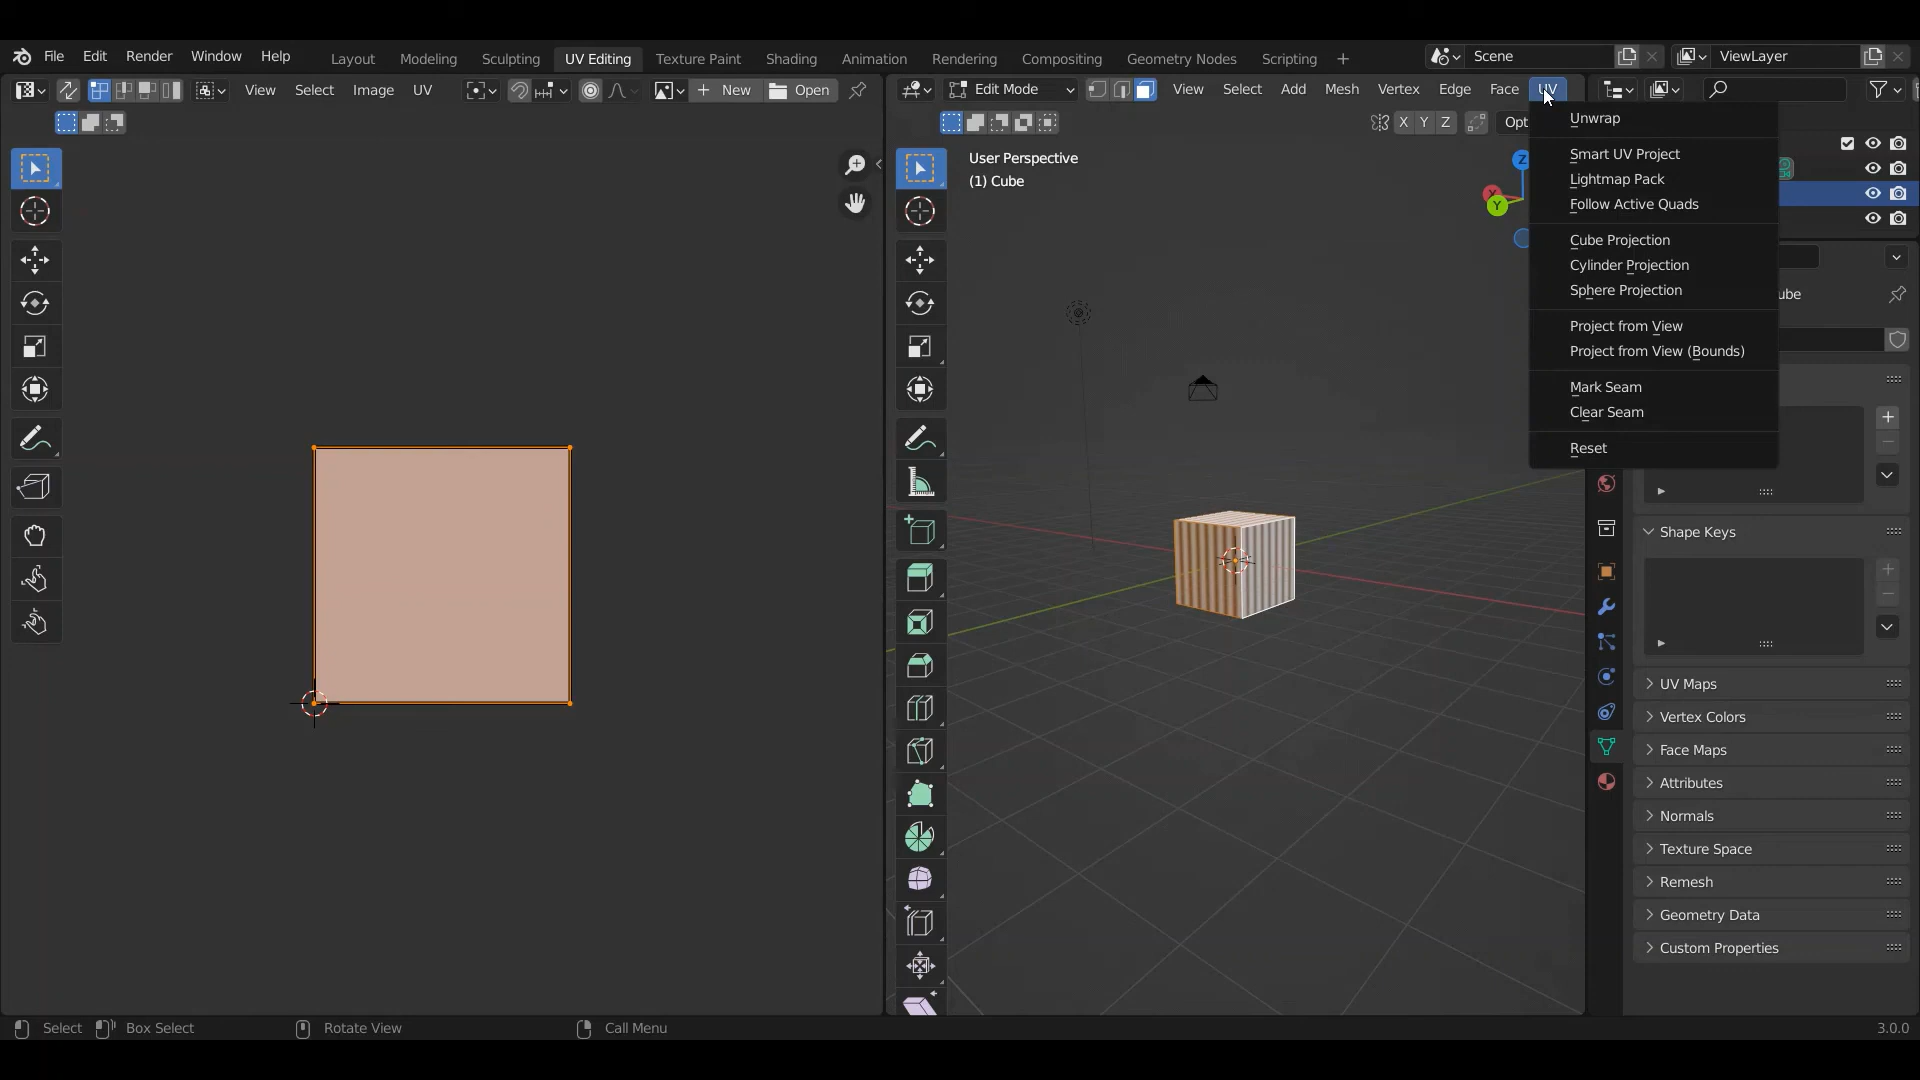 File Edit Render Window Help Layout Modeling Sculpting UV Editing Texture Paint Shading Animation Rendering Compositing Geometry Nodes Scripting + Scene ViewLayer
View Select Image UV New Open Edit Mode View Select Add Mesh Vertex Edge Face UV
X Y Z Opt
Unwrap
User Perspective
(1) Cube
Smart UV Project
Lightmap Pack
Follow Active Quads
Z
X
Y
Cube Projection
Cylinder Projection
Sphere Projection
ube
Project from View
Project from View (Bounds)
Mark Seam
Clear Seam
Reset
Shape Keys
UV Maps
Vertex Colors
Face Maps
Attributes
Normals
Texture Space
Remesh
Geometry Data
Custom Properties
Select Box Select Rotate View Call Menu 3.0.0